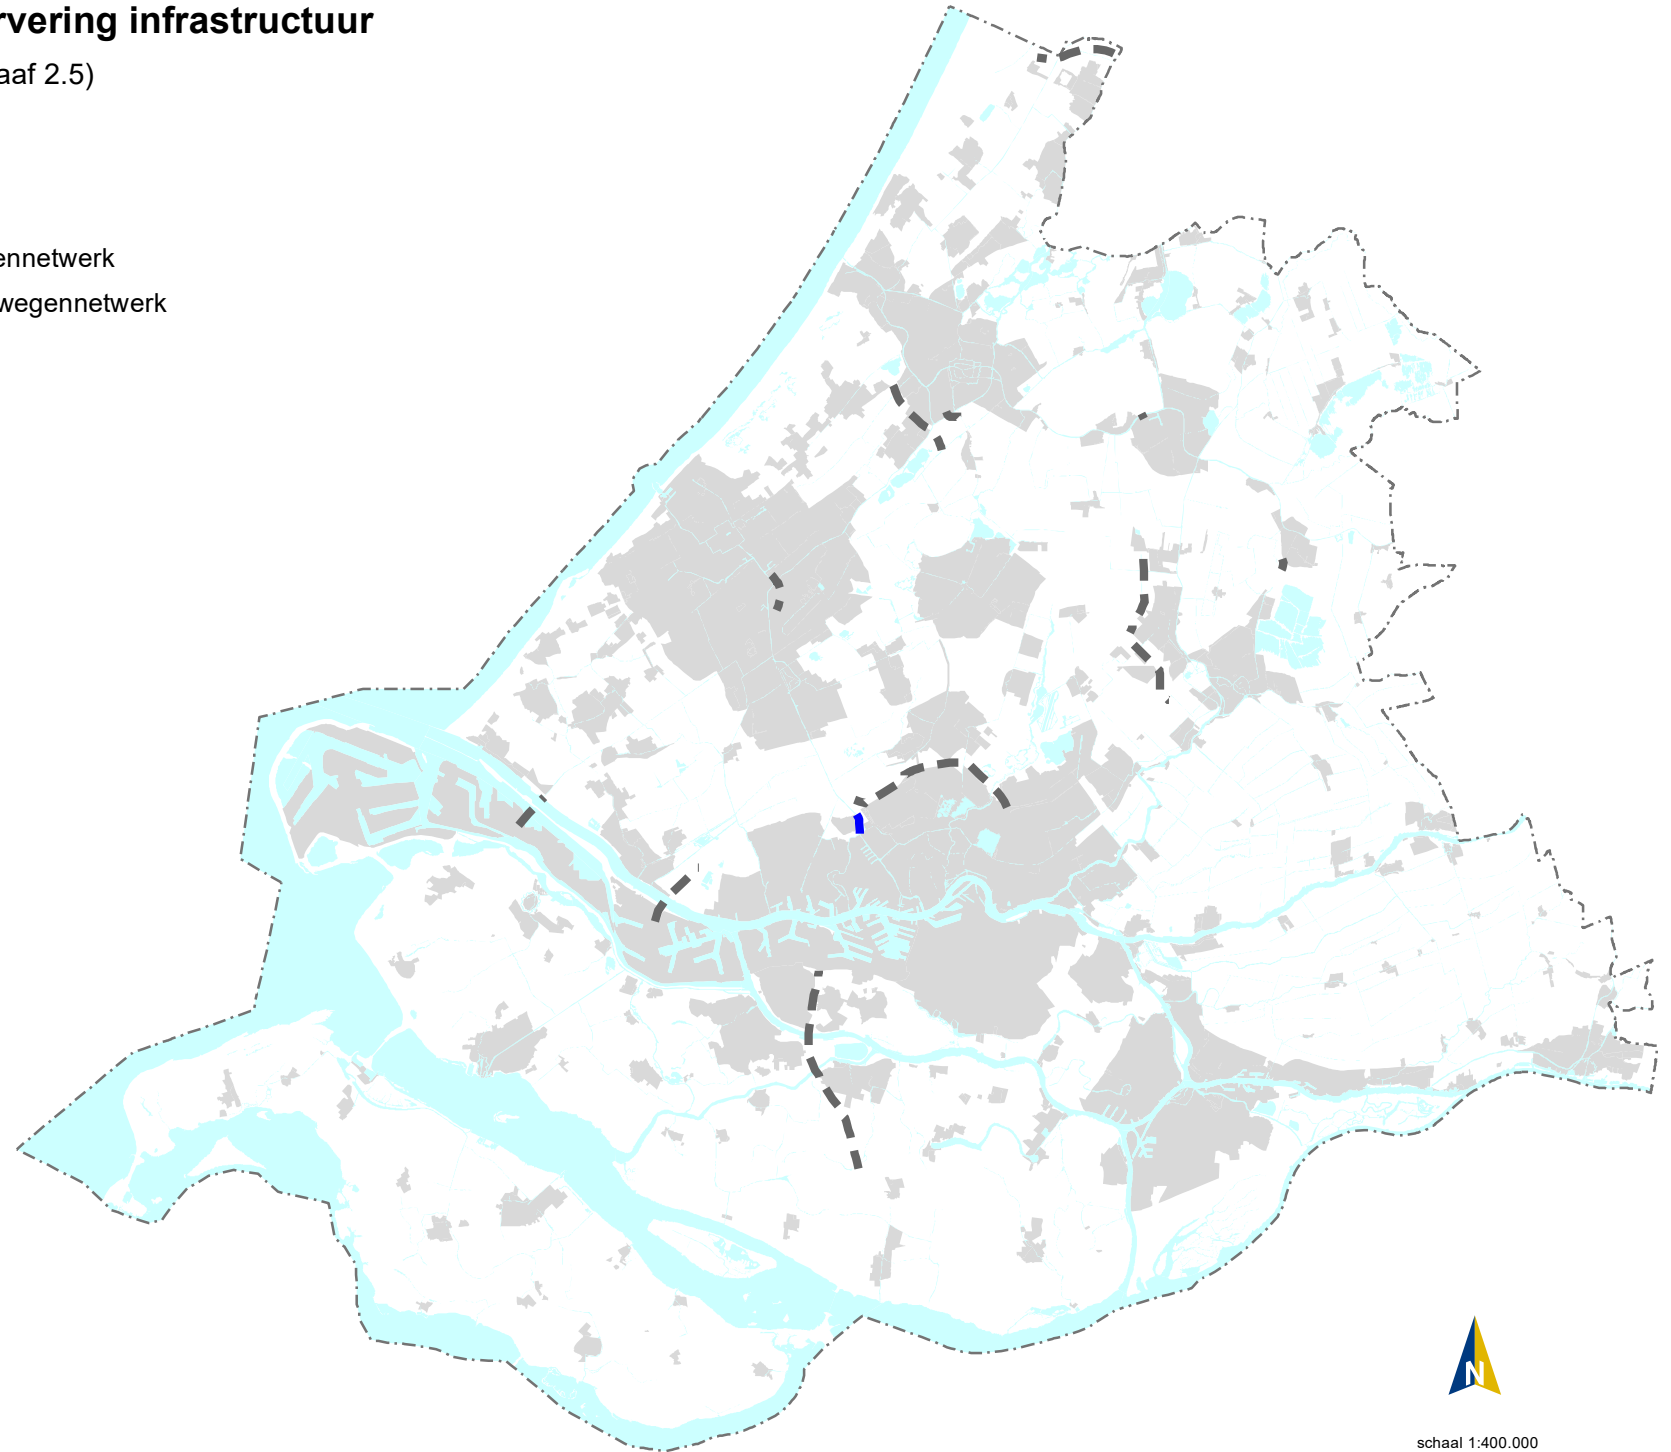 rvering infrastructuur
aaf 2.5)
ennetwerk
wegennetwerk
N
schaal 1:400.000